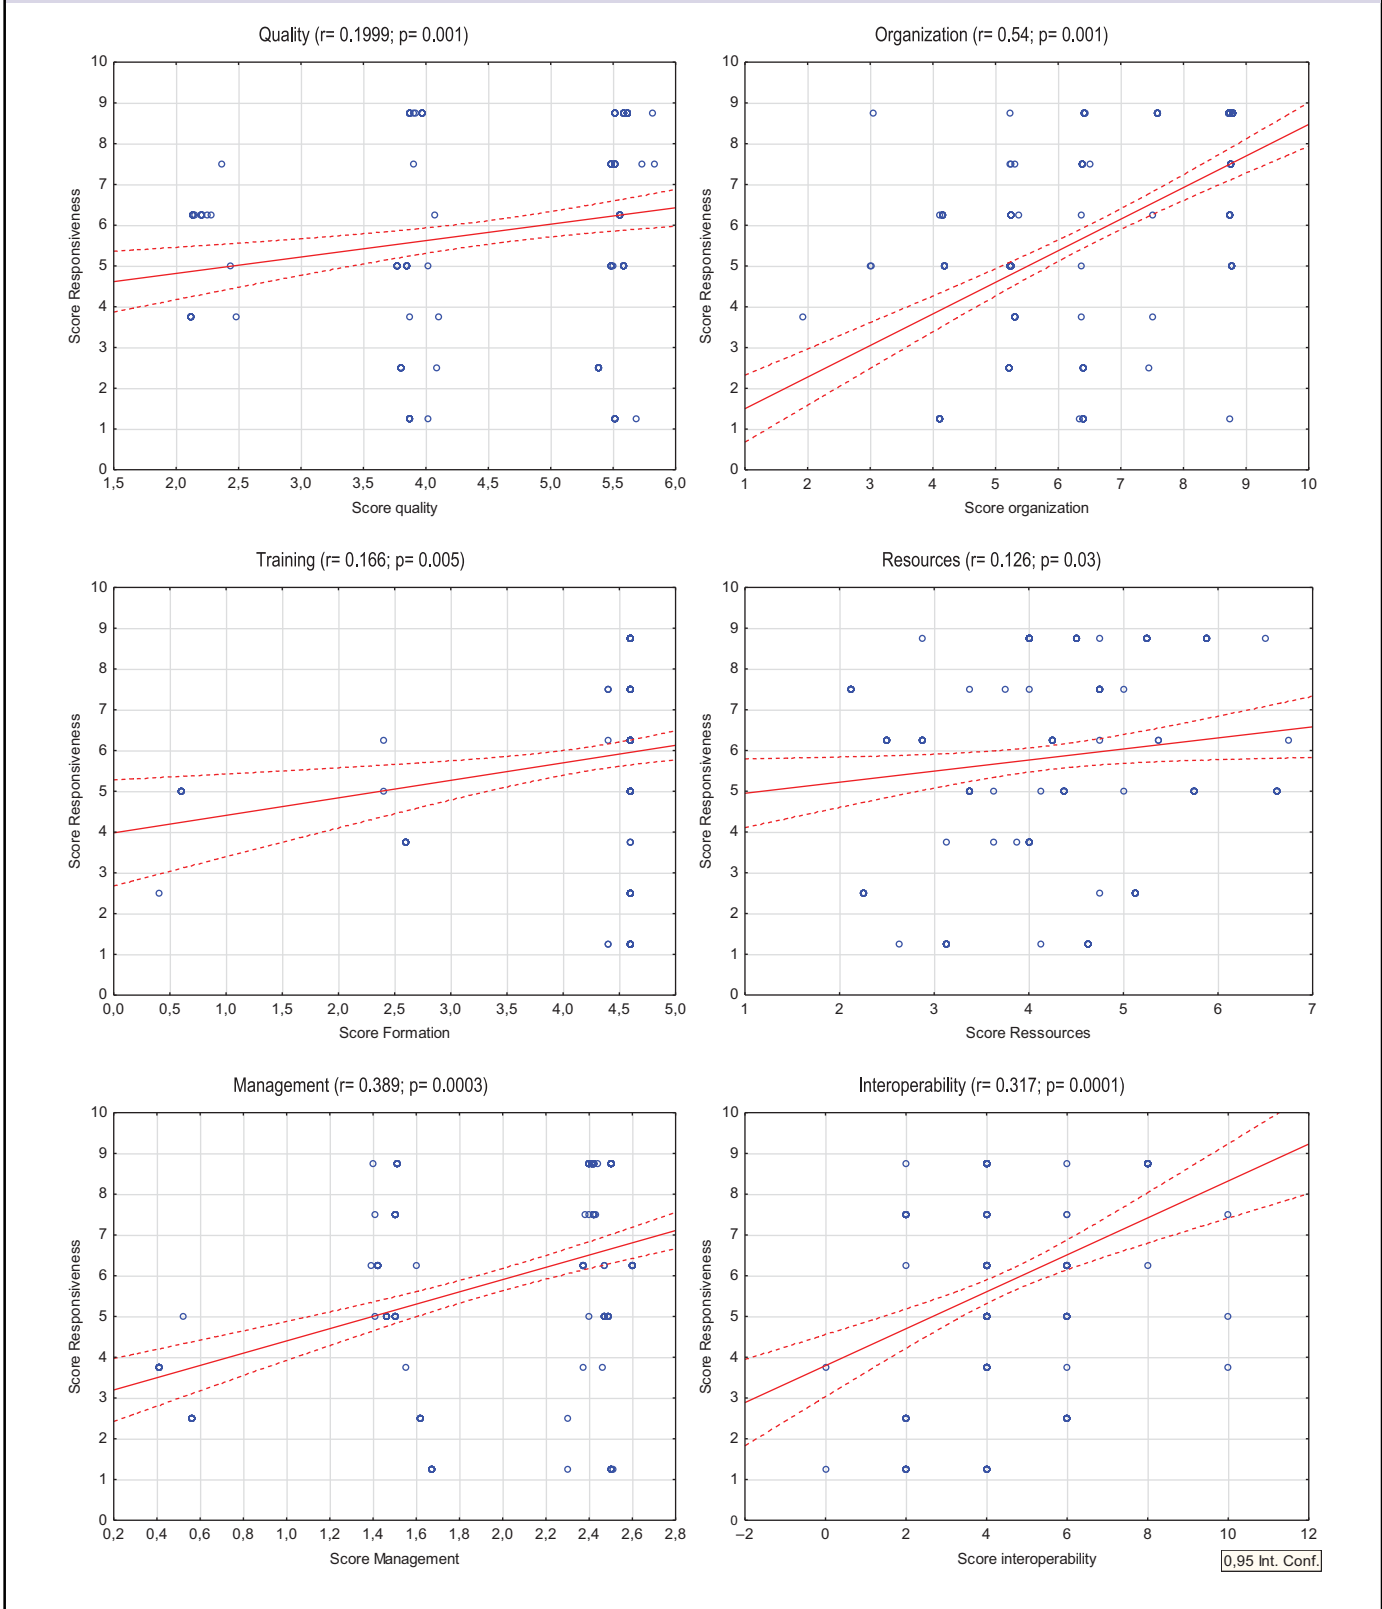 Quality (r= 0.1999; p= 0.001)
10
9
8
7
6
5
4
3
2
1
0
Score Responsiveness
1,5 2,0 2,5 3,0 3,5 4,0 4,5 5,0 5,5 6,0
Score quality
Organization (r= 0.54; p= 0.001)
10
9
8
7
6
5
4
3
2
1
0
Score Responsiveness
1 2 3 4 5 6 7 8 9 10
Score organization
Training (r= 0.166; p= 0.005)
10
9
8
7
6
5
4
3
2
1
0
Score Responsiveness
0,0 0,5 1,0 1,5 2,0 2,5 3,0 3,5 4,0 4,5 5,0
Score Formation
Resources (r= 0.126; p= 0.03)
10
9
8
7
6
5
4
3
2
1
0
Score Responsiveness
1 2 3 4 5 6 7
Score Ressources
Management (r= 0.389; p= 0.0003)
10
9
8
7
6
5
4
3
2
1
0
Score Responsiveness
0,2 0,4 0,6 0,8 1,0 1,2 1,4 1,6 1,8 2,0 2,2 2,4 2,6 2,8
Score Management
Interoperability (r= 0.317; p= 0.0001)
10
9
8
7
6
5
4
3
2
1
0
Score Responsiveness
–2 0 2 4 6 8 10 12
Score interoperability
0,95 Int. Conf.